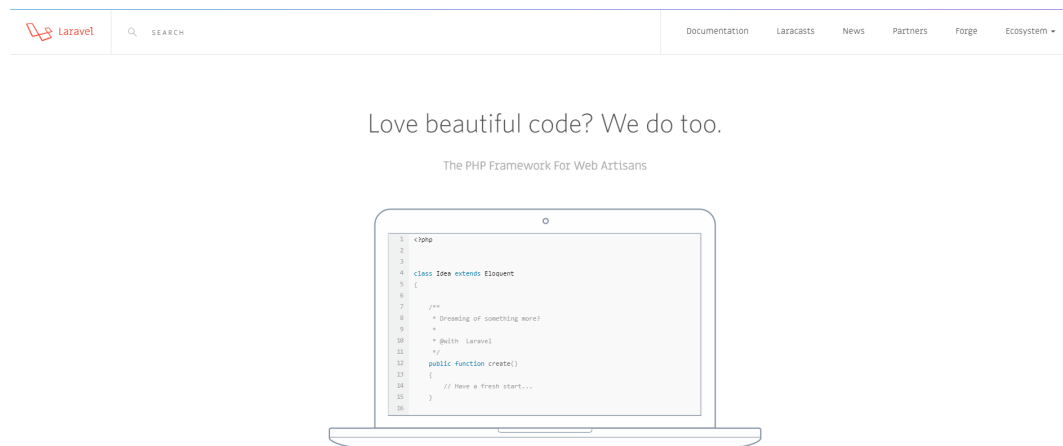 Laravel SEARCH Documentation Laracasts News Partners Forge Ecosystem
Love beautiful code? We do too.
The PHP Framework For Web Artisans
1 <?php
2
3
4 class Idea extends Eloquent
5 {
6
7 /**
8 * Dreaming of something more?
9 *
10 * @with Laravel
11 */
12 public function create()
13 {
14 // Have a fresh start...
15 }
16